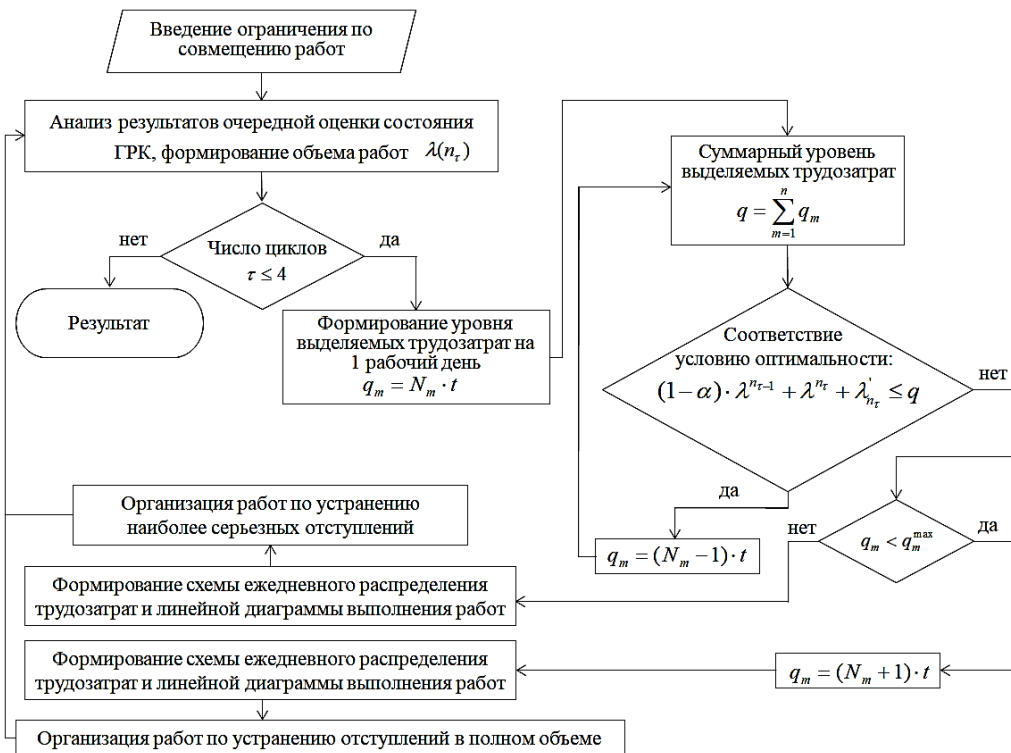 Введение ограничения по
совмещению работ
Анализ результатов очередной оценки состояния
ГРК, формирование объема работ λ(n_τ)
нет
Число циклов
τ ≤ 4
да
Результат
Формирование уровня
выделяемых трудозатрат на
1 рабочий день
q_m = N_m · t
Суммарный уровень
выделяемых трудозатрат
q = ∑_{m=1}^{n} q_m
Соответствие
условию оптимальности:
(1−α)·λ^{n_{τ−1}} + λ^{n_τ} + λ^{'}_{n_τ} ≤ q
нет
да
q_m = (N_m −1)·t
нет
q_m < q_m^{max}
да
Организация работ по устранению
наиболее серьезных отступлений
Формирование схемы ежедневного распределения
трудозатрат и линейной диаграммы выполнения работ
Формирование схемы ежедневного распределения
трудозатрат и линейной диаграммы выполнения работ
q_m = (N_m +1)·t
Организация работ по устранению отступлений в полном объеме